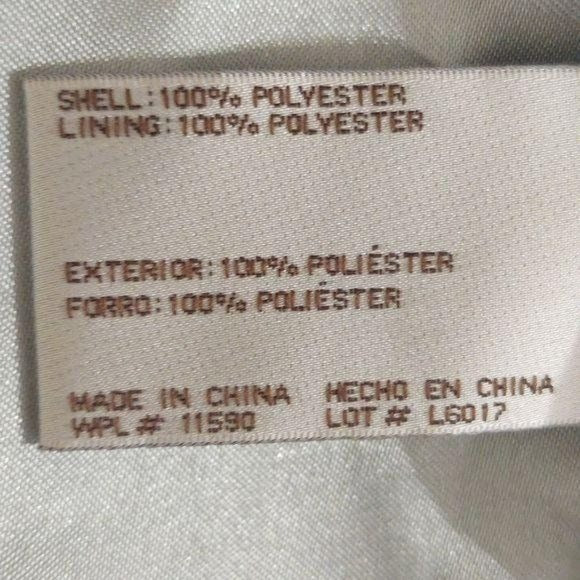 SHELL:100% POLYESTER
LINING:100% POLYESTER
EXTERIOR:100% POLIÉSTER
FORRO:100% POLIÉSTER
MADE IN CHINA HECHO EN CHINA
WPL # 11590 LOT # L6017